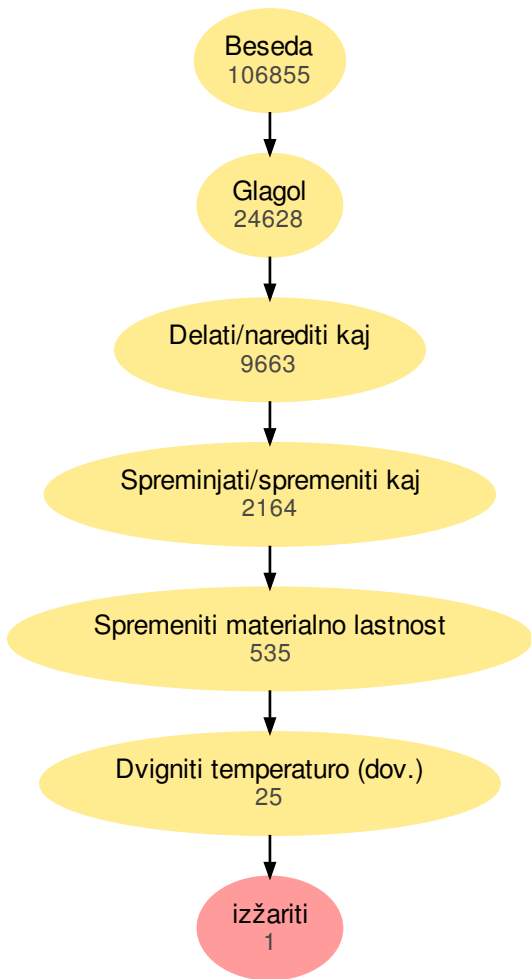 Beseda
106855
Glagol
24628
Delati/narediti kaj
9663
Spreminjati/spremeniti kaj
2164
Spremeniti materialno lastnost
535
Dvigniti temperaturo (dov.)
25
izžariti
1